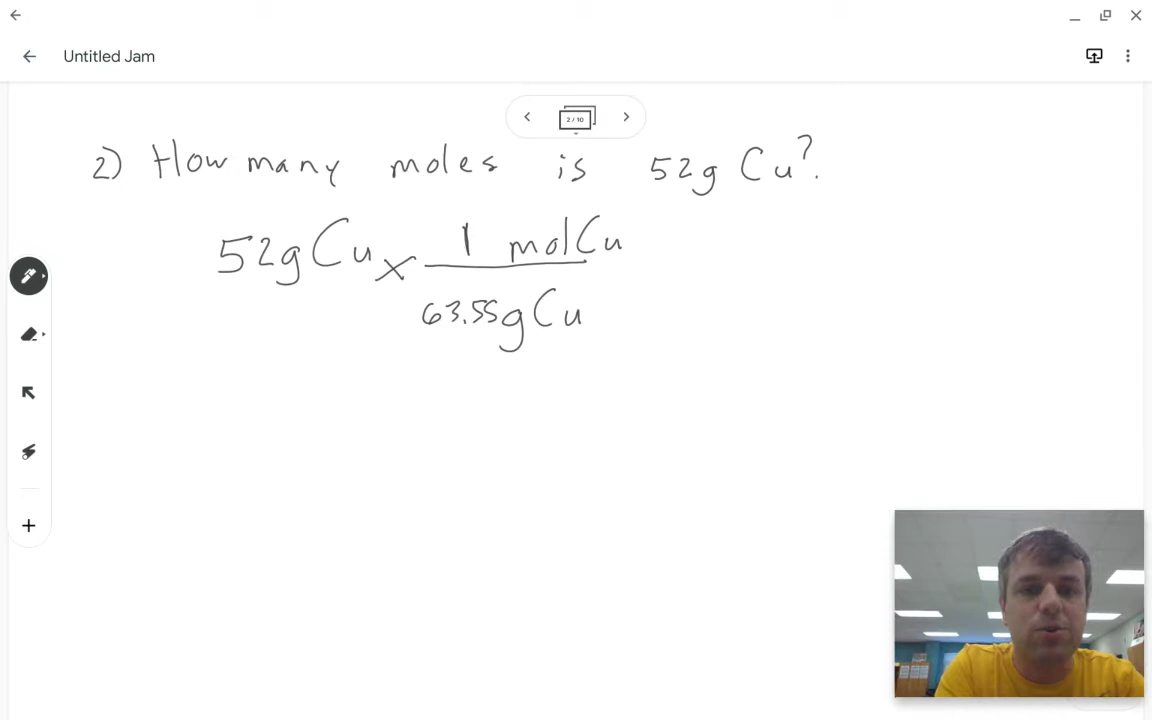 Untitled Jam
2 / 10
2) How many moles is 52g Cu?
52g Cu x 1 mol Cu
63.55g Cu